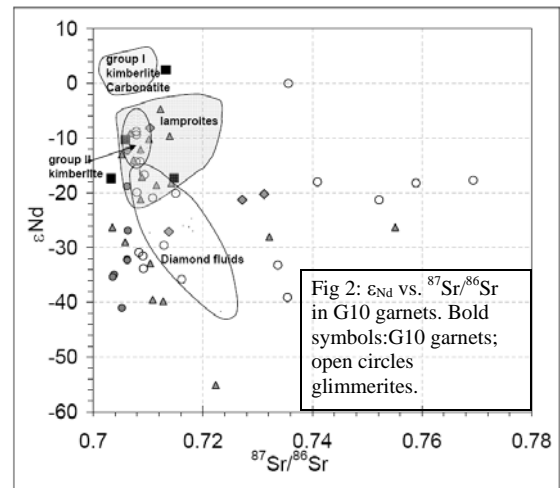 10
0
-10
-20
-30
-40
-50
-60
εNd
group I
kimberlite
Carbonatite
lamproites
group II
kimberlite
Diamond fluids
Fig 2: εNd vs. ⁸⁷Sr/⁸⁶Sr
in G10 garnets. Bold
symbols:G10 garnets;
open circles
glimmerites.
0.7 0.72 0.74 0.76 0.78
⁸⁷Sr/⁸⁶Sr